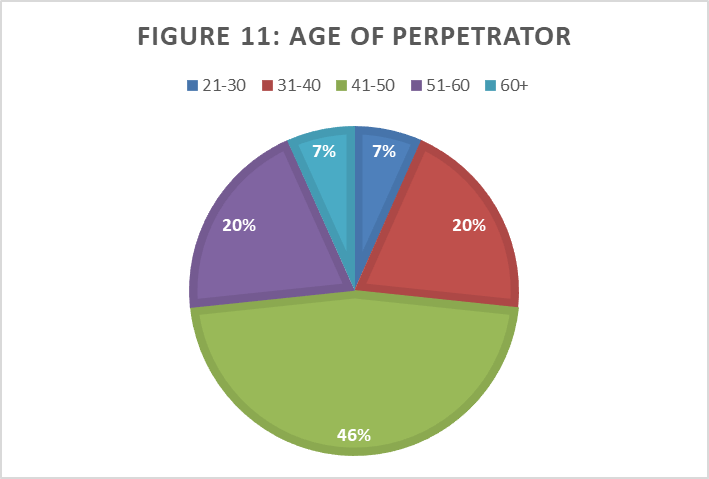 FIGURE 11: AGE OF PERPETRATOR
21-30 31-40 41-50 51-60 60+
7% 7%
20% 20%
46%